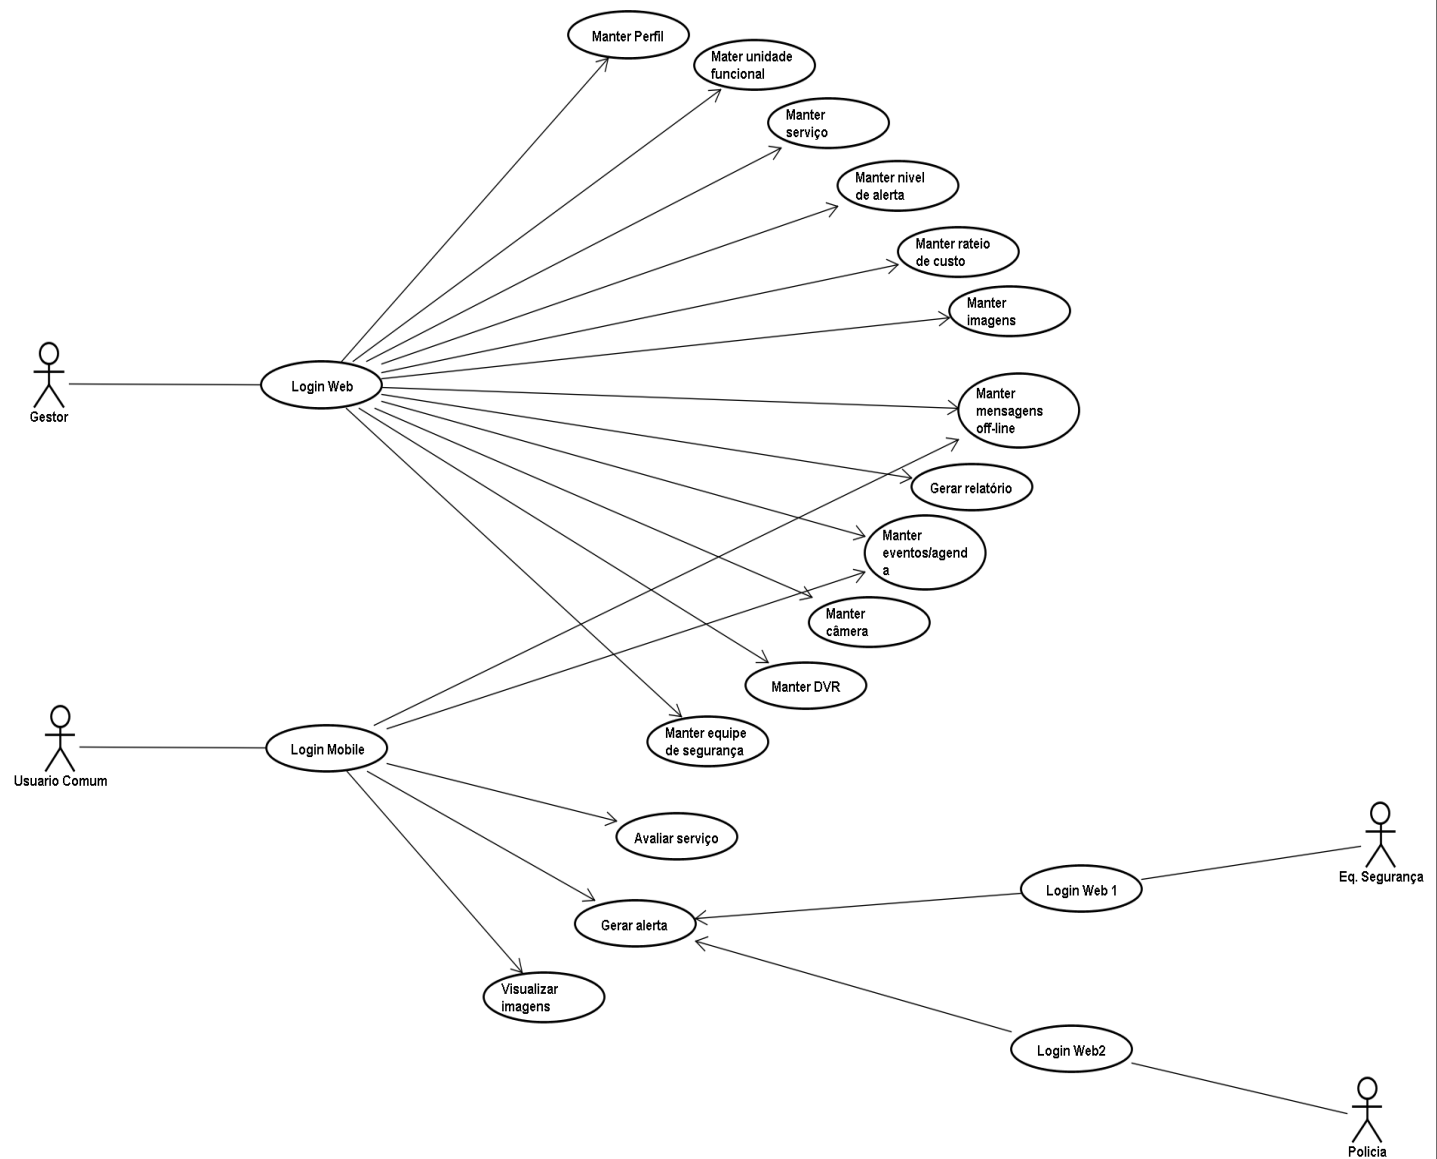 Manter Perfil
Mater unidade
funcional
Manter
serviço
Manter nivel
de alerta
Manter rateio
de custo
Manter
imagens
Login Web
Gestor
Manter
mensagens
off-line
Gerar relatório
Manter
eventos/agend
a
Manter
câmera
Manter DVR
Manter equipe
de segurança
Login Mobile
Usuario Comum
Avaliar serviço
Eq. Segurança
Login Web 1
Gerar alerta
Visualizar
imagens
Login Web2
Policia